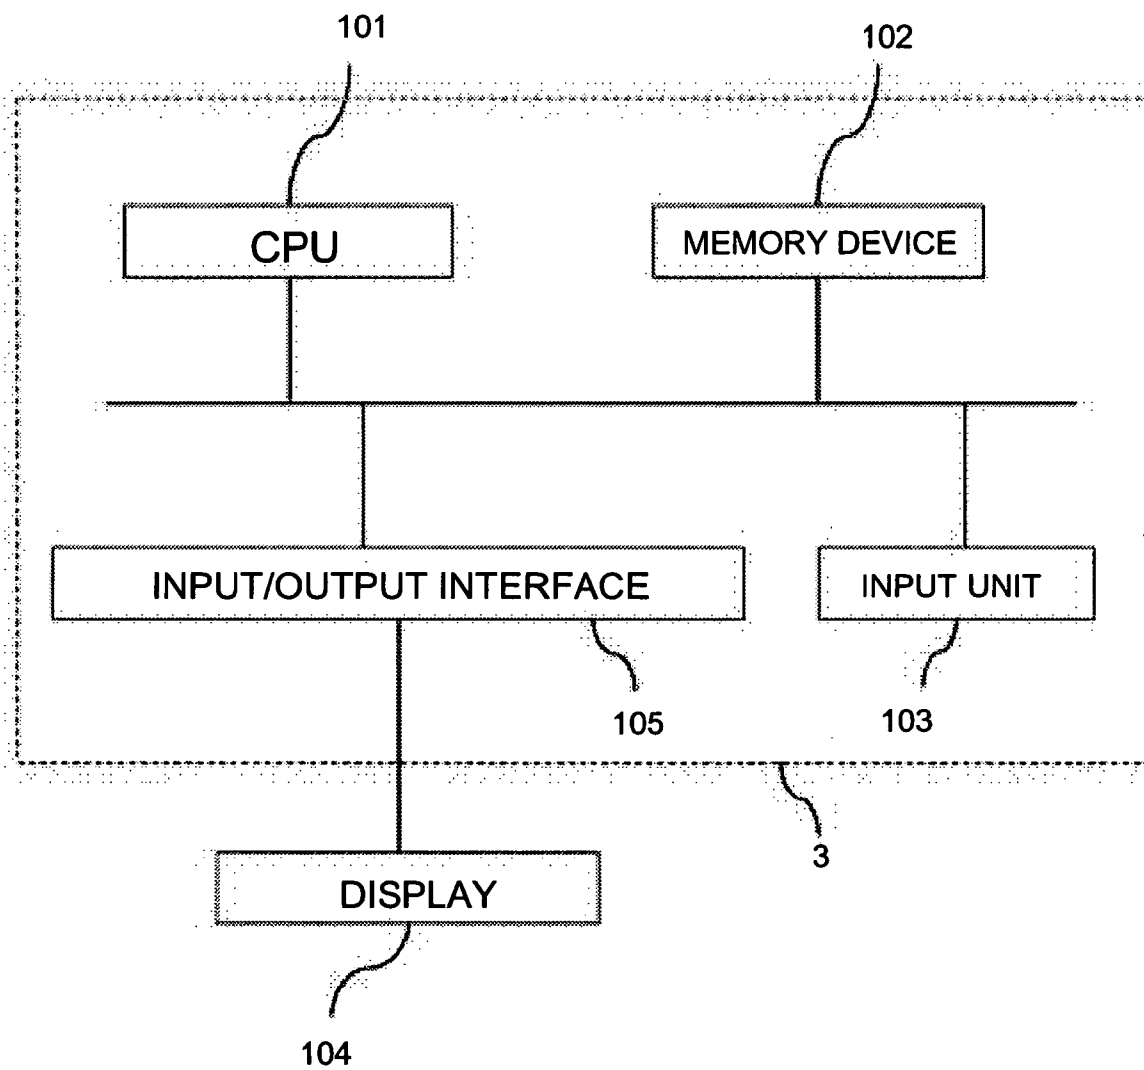 101
102
CPU
MEMORY DEVICE
INPUT/OUTPUT INTERFACE
INPUT UNIT
105
103
3
DISPLAY
104